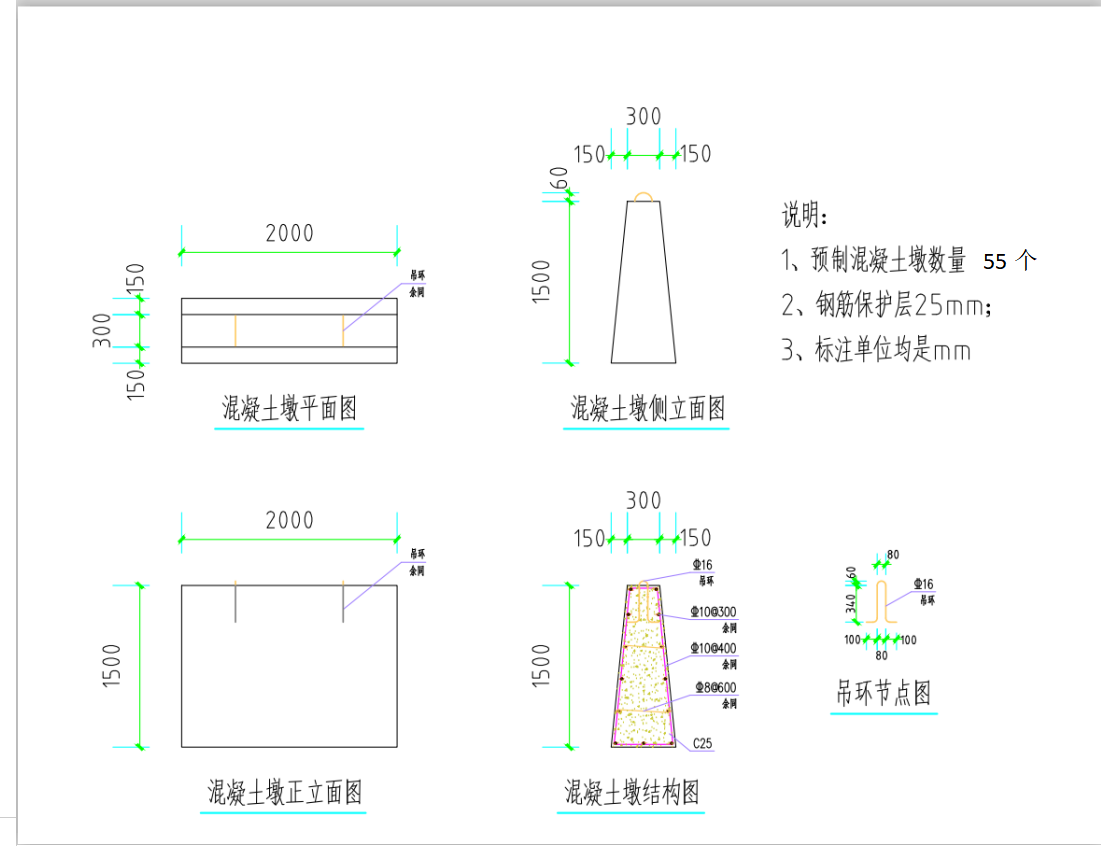 300
150
150
60
1500
说明：
1、预制混凝土墩数量 55 个
2、钢筋保护层25mm；
3、标注单位均是mm
混凝土墩侧立面图
2000
150
300
150
吊环
余同
混凝土墩平面图
2000
吊环
余同
1500
混凝土墩正立面图
300
150
150
1500
Φ16
吊环
Φ10@300
余同
Φ10@400
余同
Φ8@600
余同
C25
混凝土墩结构图
80
60
340
Φ16
吊环
100
100
80
吊环节点图